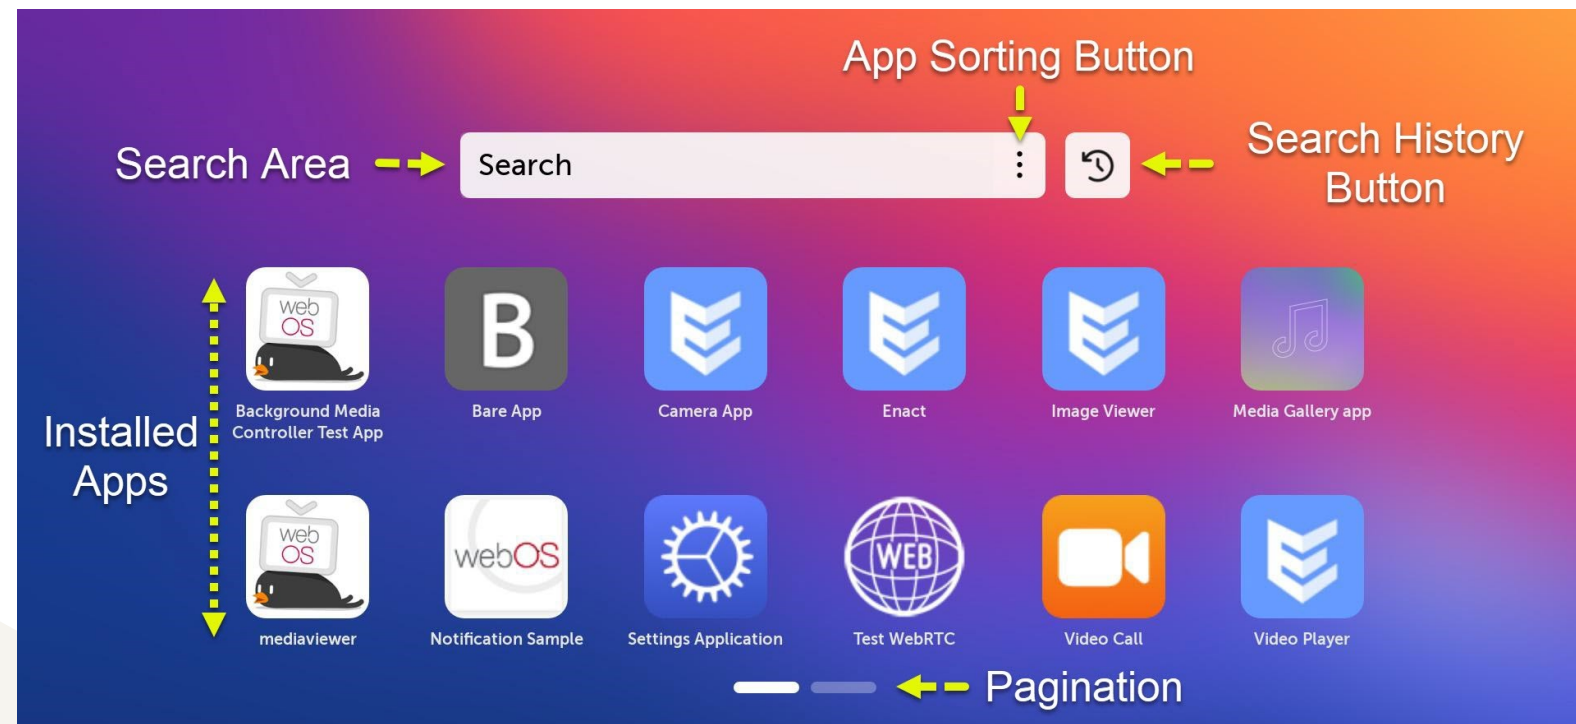 App Sorting Button
Search Area
Search
Search History
Button
Installed
Apps
web
OS
B
Background Media
Controller Test App
Bare App
Camera App
Enact
Image Viewer
Media Gallery app
web
OS
webOS
WEB
mediaviewer
Notification Sample
Settings Application
Test WebRTC
Video Call
Video Player
Pagination